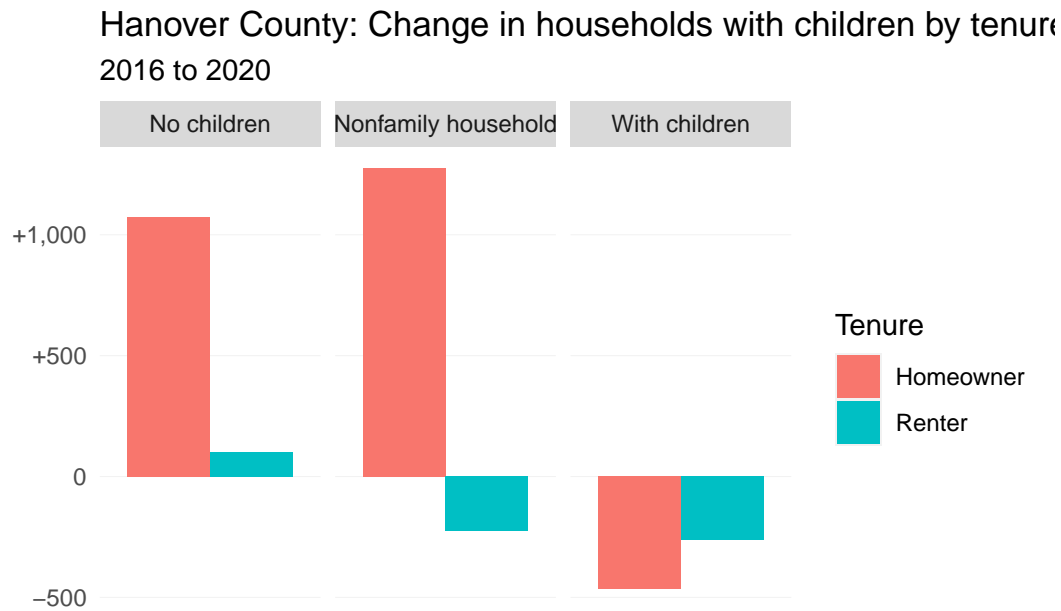 Hanover County: Change in households with children by tenure
2016 to 2020
No children
Nonfamily household
With children
+1,000
+500
0
−500
Tenure
Homeowner
Renter